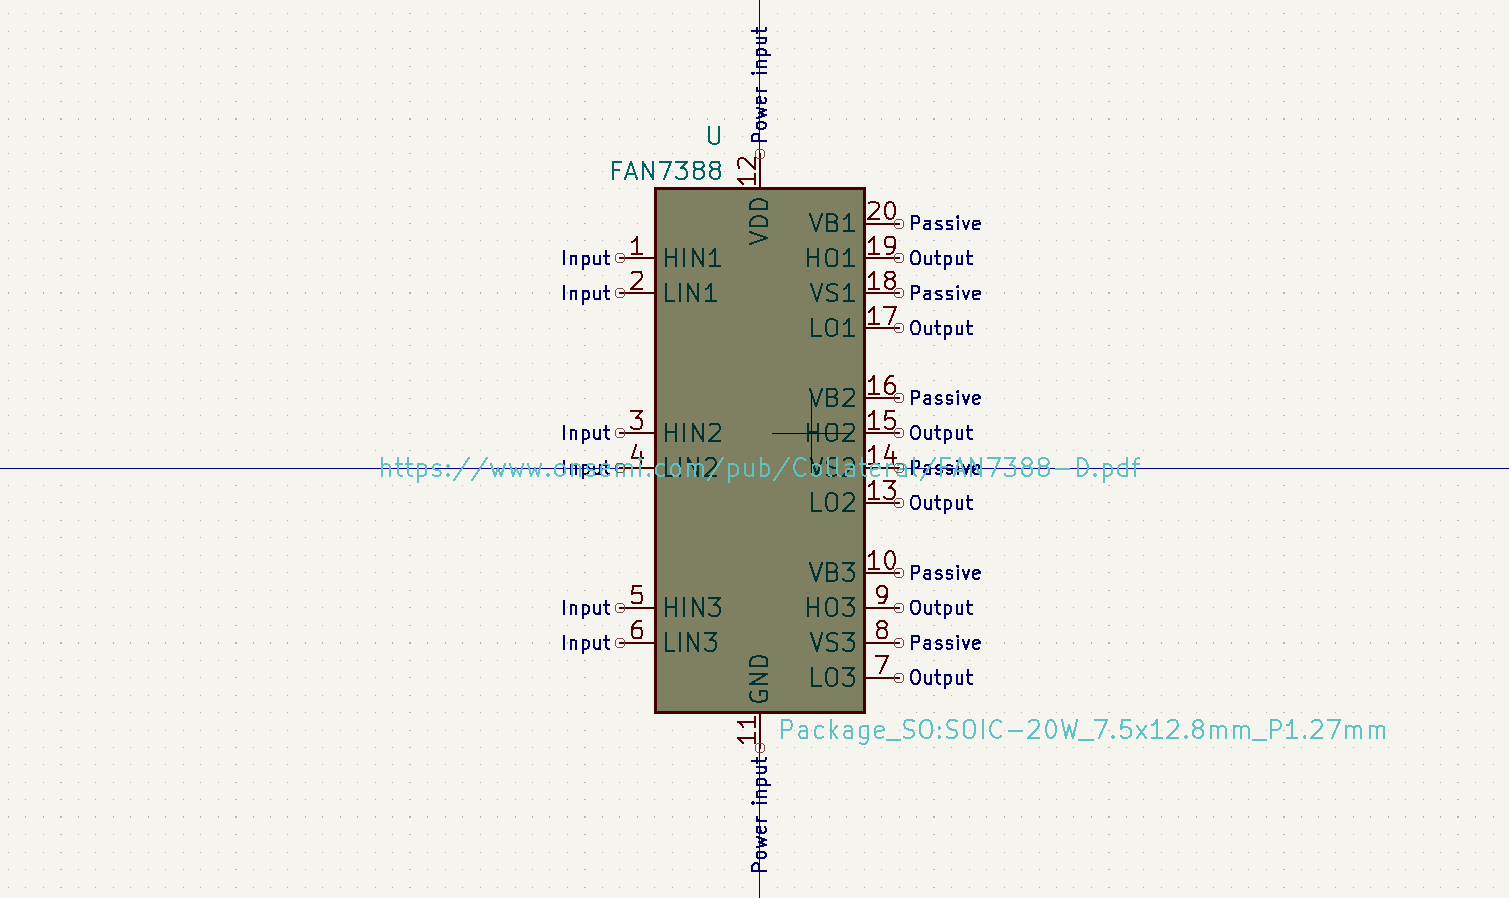 Power input
U
FAN7388
12
VDD
VB1 20 Passive
Input 1 HIN1 HO1 19 Output
Input 2 LIN1 VS1 18 Passive
LO1 17 Output
VB2 16 Passive
Input 3 HIN2 HO2 15 Output
Input 4 LIN2 VS2 14 Passive
https://www.onsemi.com/pub/Collateral/FAN7388-D.pdf
LO2 13 Output
VB3 10 Passive
Input 5 HIN3 HO3 9 Output
Input 6 LIN3 VS3 8 Passive
LO3 7 Output
GND
11
Package_SO:SOIC-20W_7.5x12.8mm_P1.27mm
Power input